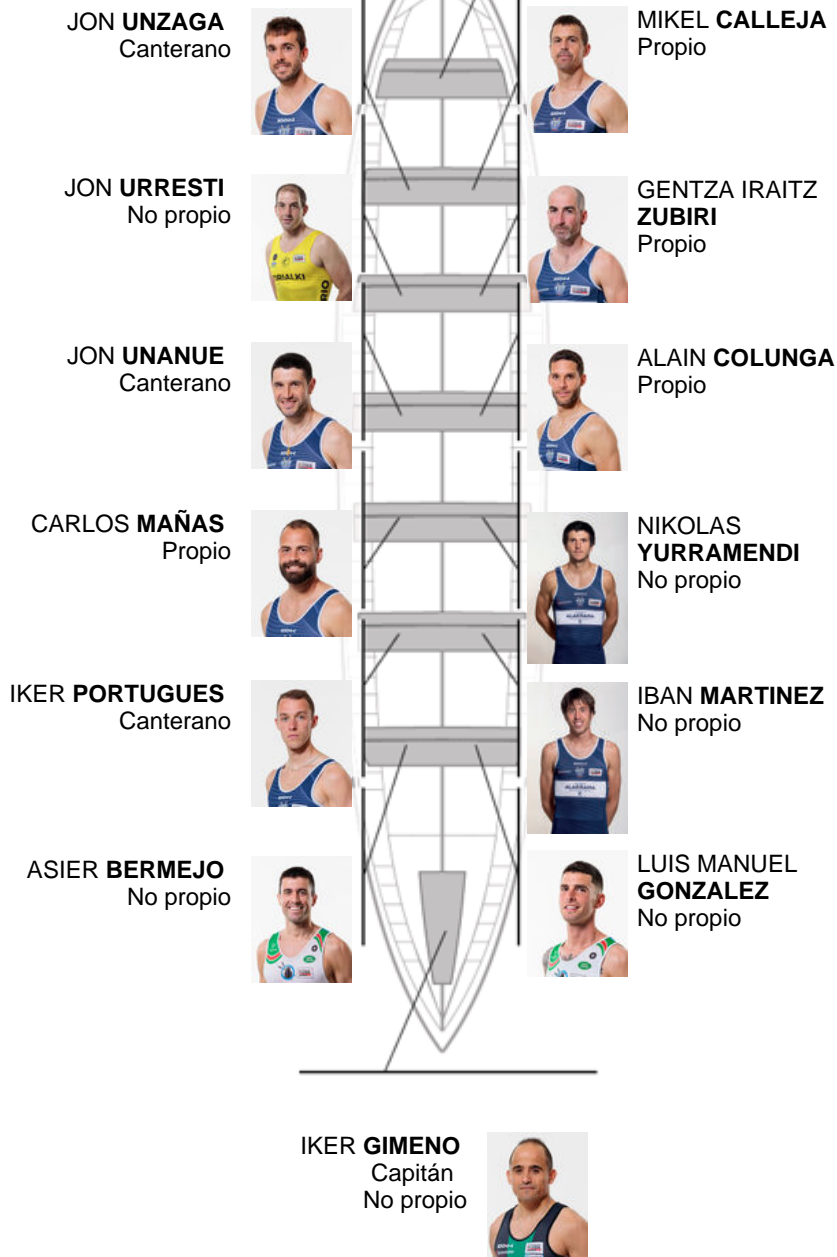 JON UNZAGA
Canterano
MIKEL CALLEJA
Propio
JON URRESTI
No propio
GENTZA IRAITZ
ZUBIRI
Propio
JON UNANUE
Canterano
ALAIN COLUNGA
Propio
CARLOS MAÑAS
Propio
NIKOLAS
YURRAMENDI
No propio
IKER PORTUGUES
Canterano
IBAN MARTINEZ
No propio
ASIER BERMEJO
No propio
LUIS MANUEL
GONZALEZ
No propio
IKER GIMENO
Capitán
No propio